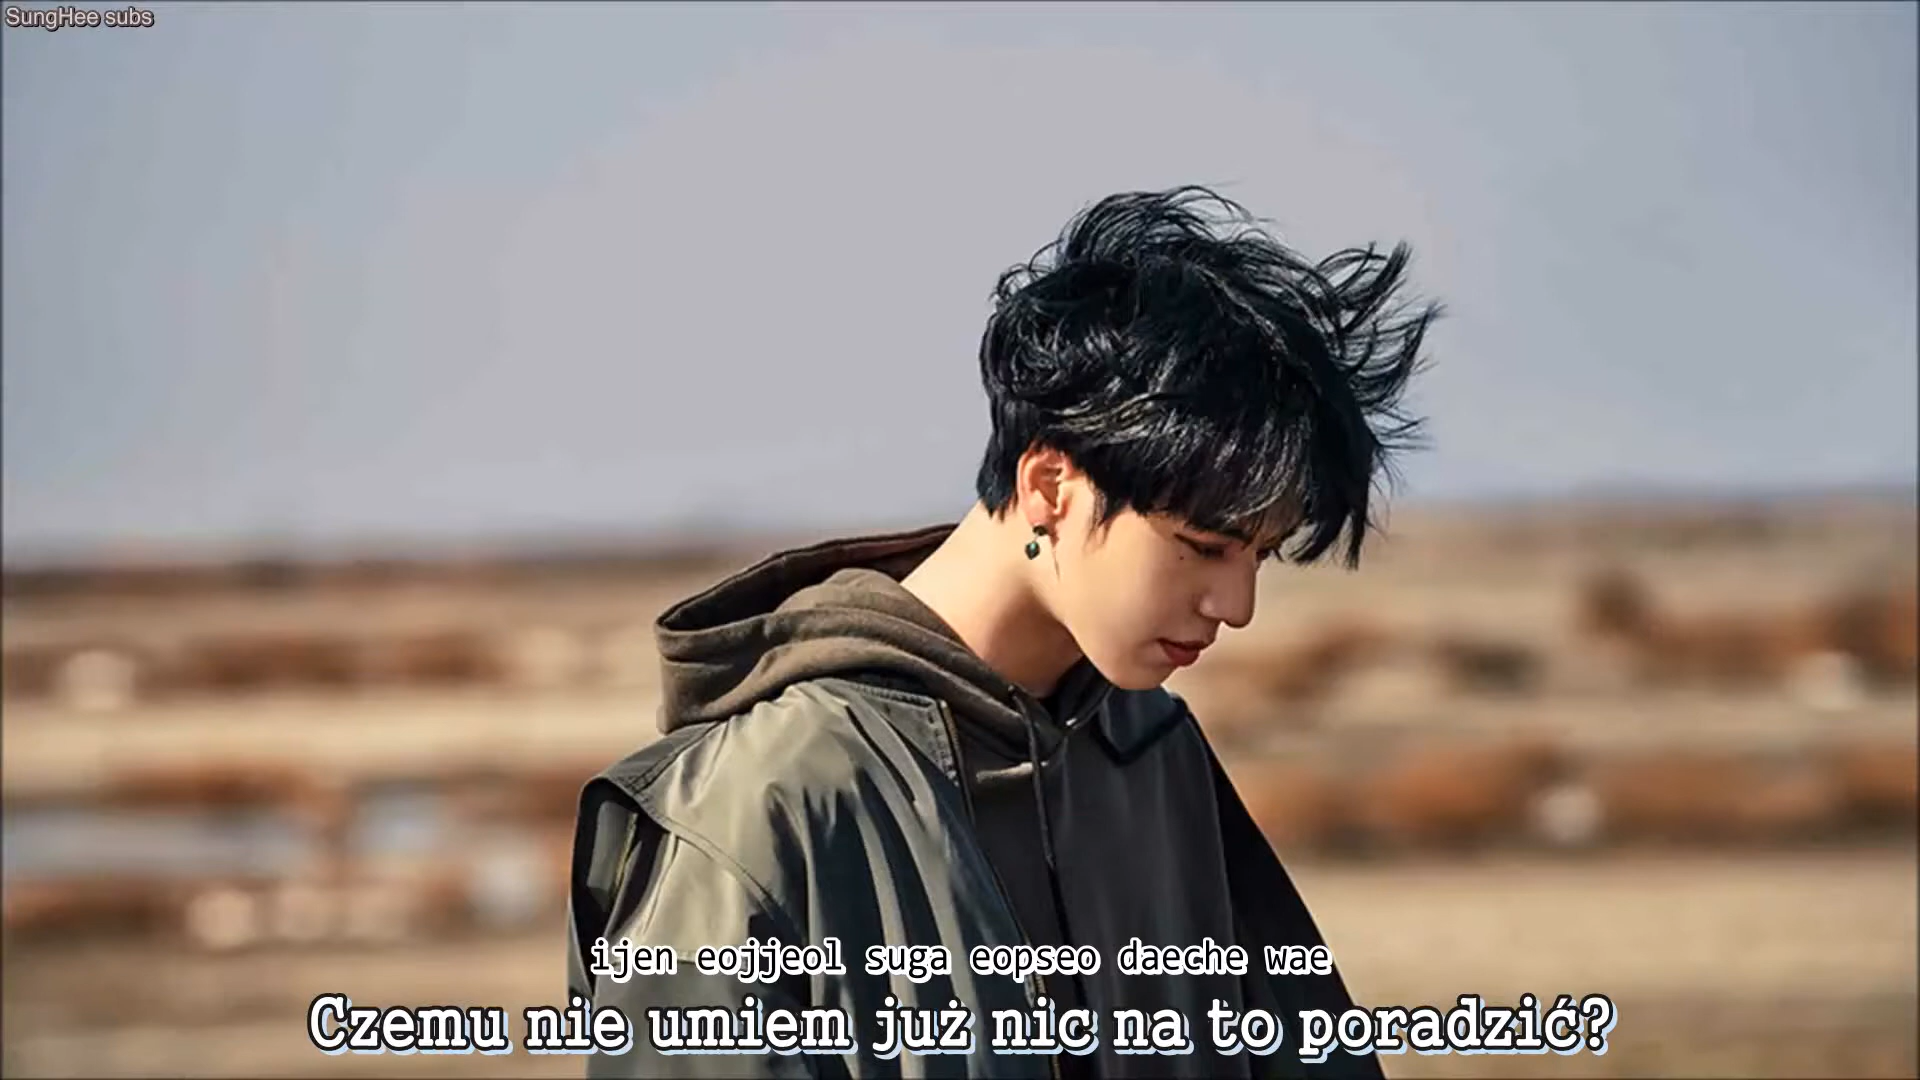 SungHee subs
ijen eojjeol suga eopseo daeche wae
Czemu nie umiem już nic na to poradzić?